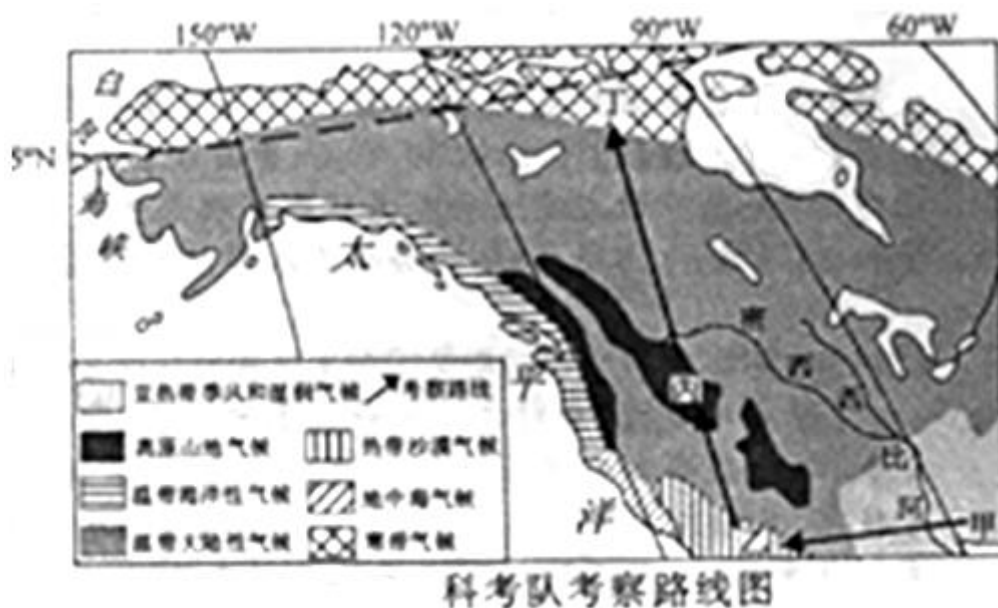 150°W 120°W 90°W 60°W
白
令
海
峡
5°N
丁
太
平
洋
密
西
西
比
河
甲
亚热带季风和湿润气候
考察路线
高原山地气候
热带沙漠气候
温带海洋性气候
地中海气候
温带大陆性气候
寒带气候
科考队考察路线图